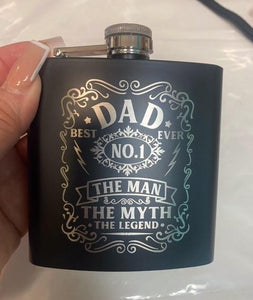 DAD
BEST EVER
NO.1
THE MAN
THE MYTH
THE LEGEND